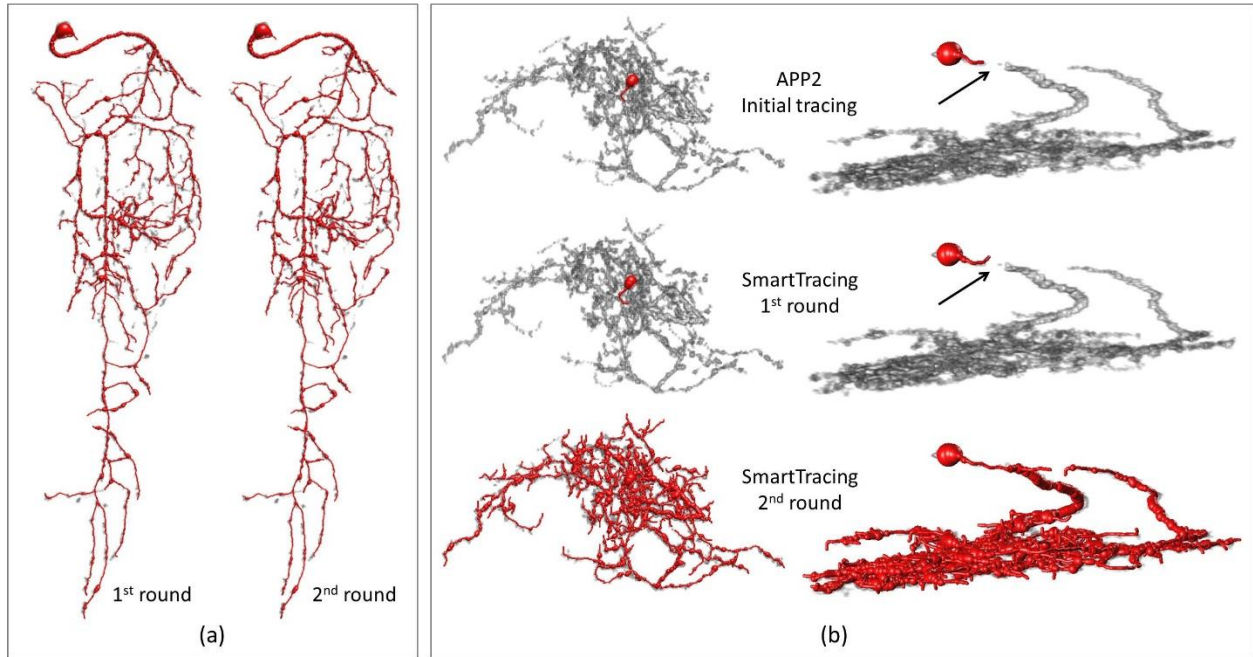 1st round
2nd round
(a)
APP2
Initial tracing
SmartTracing
1st round
SmartTracing
2nd round
(b)